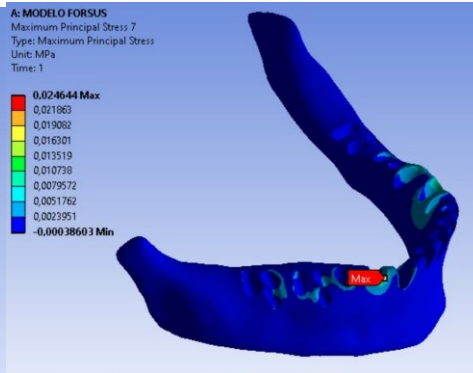 A: MODELO FORSUS
Maximum Principal Stress 7
Type: Maximum Principal Stress
Unit: MPa
Time: 1
0,024644 Max
0,021863
0,019082
0,016301
0,013519
0,010738
0,0079572
0,0051762
0,0023951
-0,00038603 Min
Max